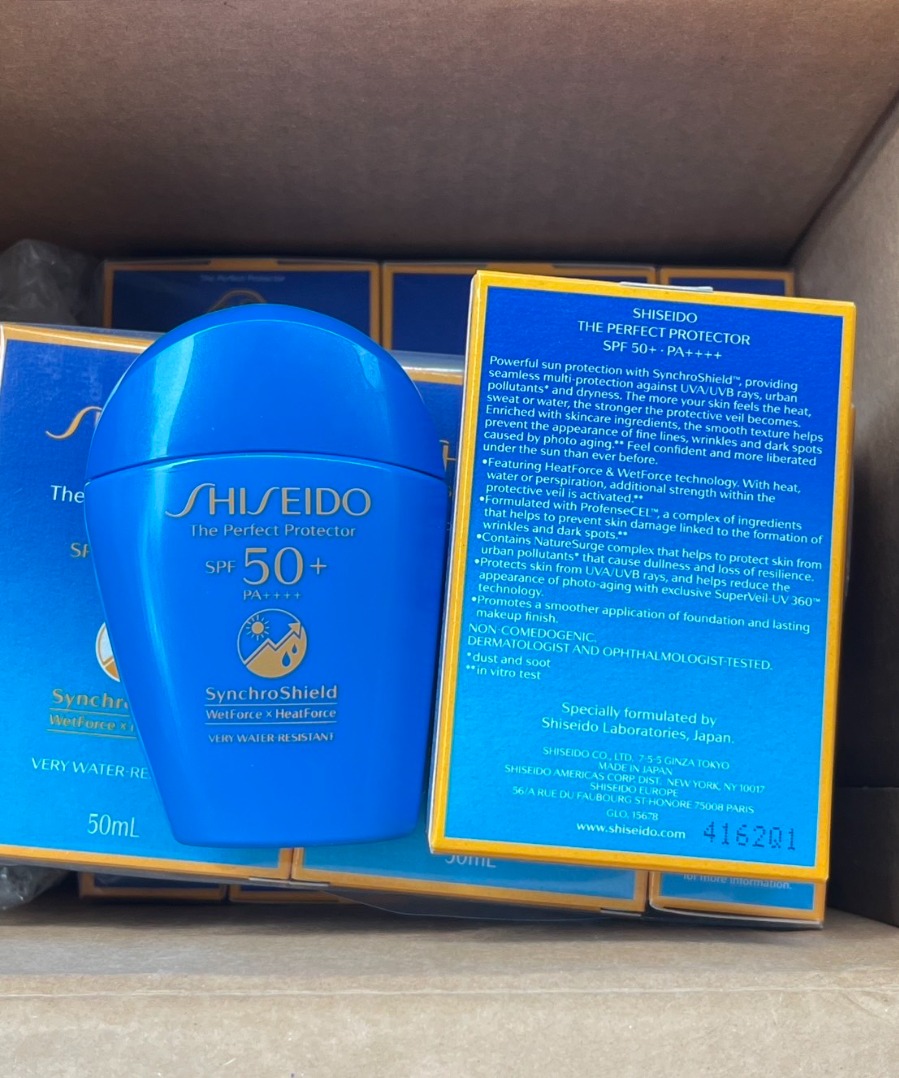 The Perfect Protector
The
SP
Synchr
WetForce × H
VERY WATER-RE
50mL
SHISEIDO
The Perfect Protector
SPF 50+
PA++++
SynchroShield
WetForce × HeatForce
VERY WATER-RESISTANT
SHISEIDO
THE PERFECT PROTECTOR
SPF 50+ · PA++++
Powerful sun protection with SynchroShield™, providing
seamless multi-protection against UVA/UVB rays, urban
pollutants* and dryness. The more your skin feels the heat,
sweat or water, the stronger the protective veil becomes.
Enriched with skincare ingredients, the smooth texture helps
prevent the appearance of fine lines, wrinkles and dark spots
caused by photo aging.** Feel confident and more liberated
under the sun than ever before.
•Featuring HeatForce & WetForce technology. With heat,
water or perspiration, additional strength within the
protective veil is activated.**
•Formulated with ProfenseCEL™, a complex of ingredients
that helps to prevent skin damage linked to the formation of
wrinkles and dark spots.**
•Contains NatureSurge complex that helps to protect skin from
urban pollutants* that cause dullness and loss of resilience.
•Protects skin from UVA/UVB rays, and helps reduce the
appearance of photo-aging with exclusive SuperVeil-UV 360™
technology.
•Promotes a smoother application of foundation and lasting
makeup finish.
NON-COMEDOGENIC.
DERMATOLOGIST AND OPHTHALMOLOGIST-TESTED.
*dust and soot
**in vitro test
Specially formulated by
Shiseido Laboratories, Japan.
SHISEIDO CO., LTD. 7-5-5 GINZA TOKYO
MADE IN JAPAN
SHISEIDO AMERICAS CORP. DIST. NEW YORK, NY 10017
SHISEIDO EUROPE
56/A RUE DU FAUBOURG ST-HONORE 75008 PARIS
GLO. 15678
www.shiseido.com 4162Q1
50mL
for more information.